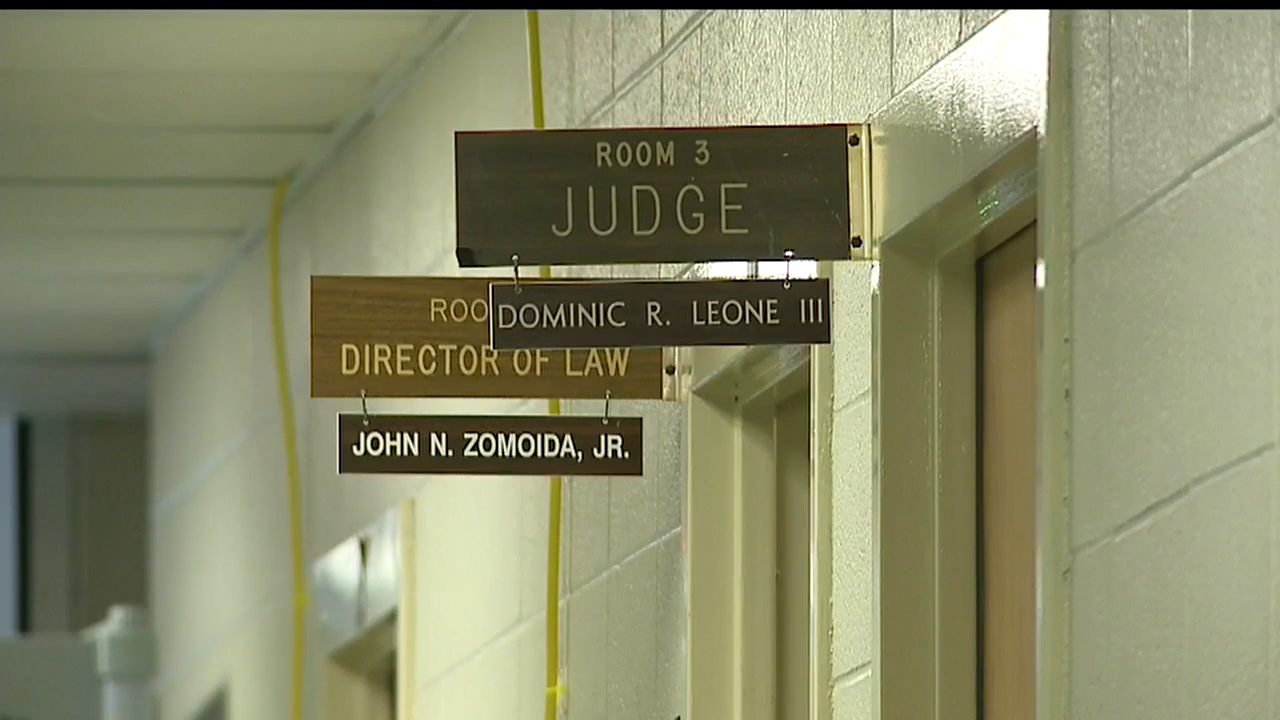 ROOM 3
JUDGE
DOMINIC R. LEONE III
ROO
DIRECTOR OF LAW
JOHN N. ZOMOIDA, JR.